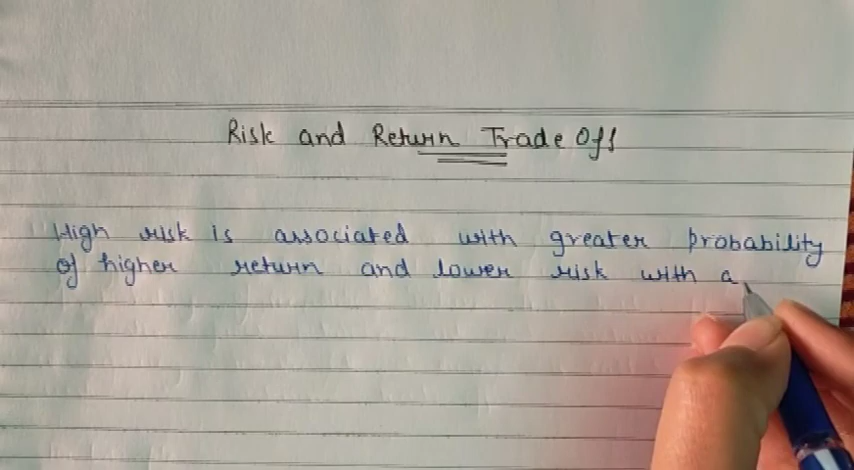 Risk and Return Trade Off
High risk is associated with greater probability
of higher return and lower risk with a